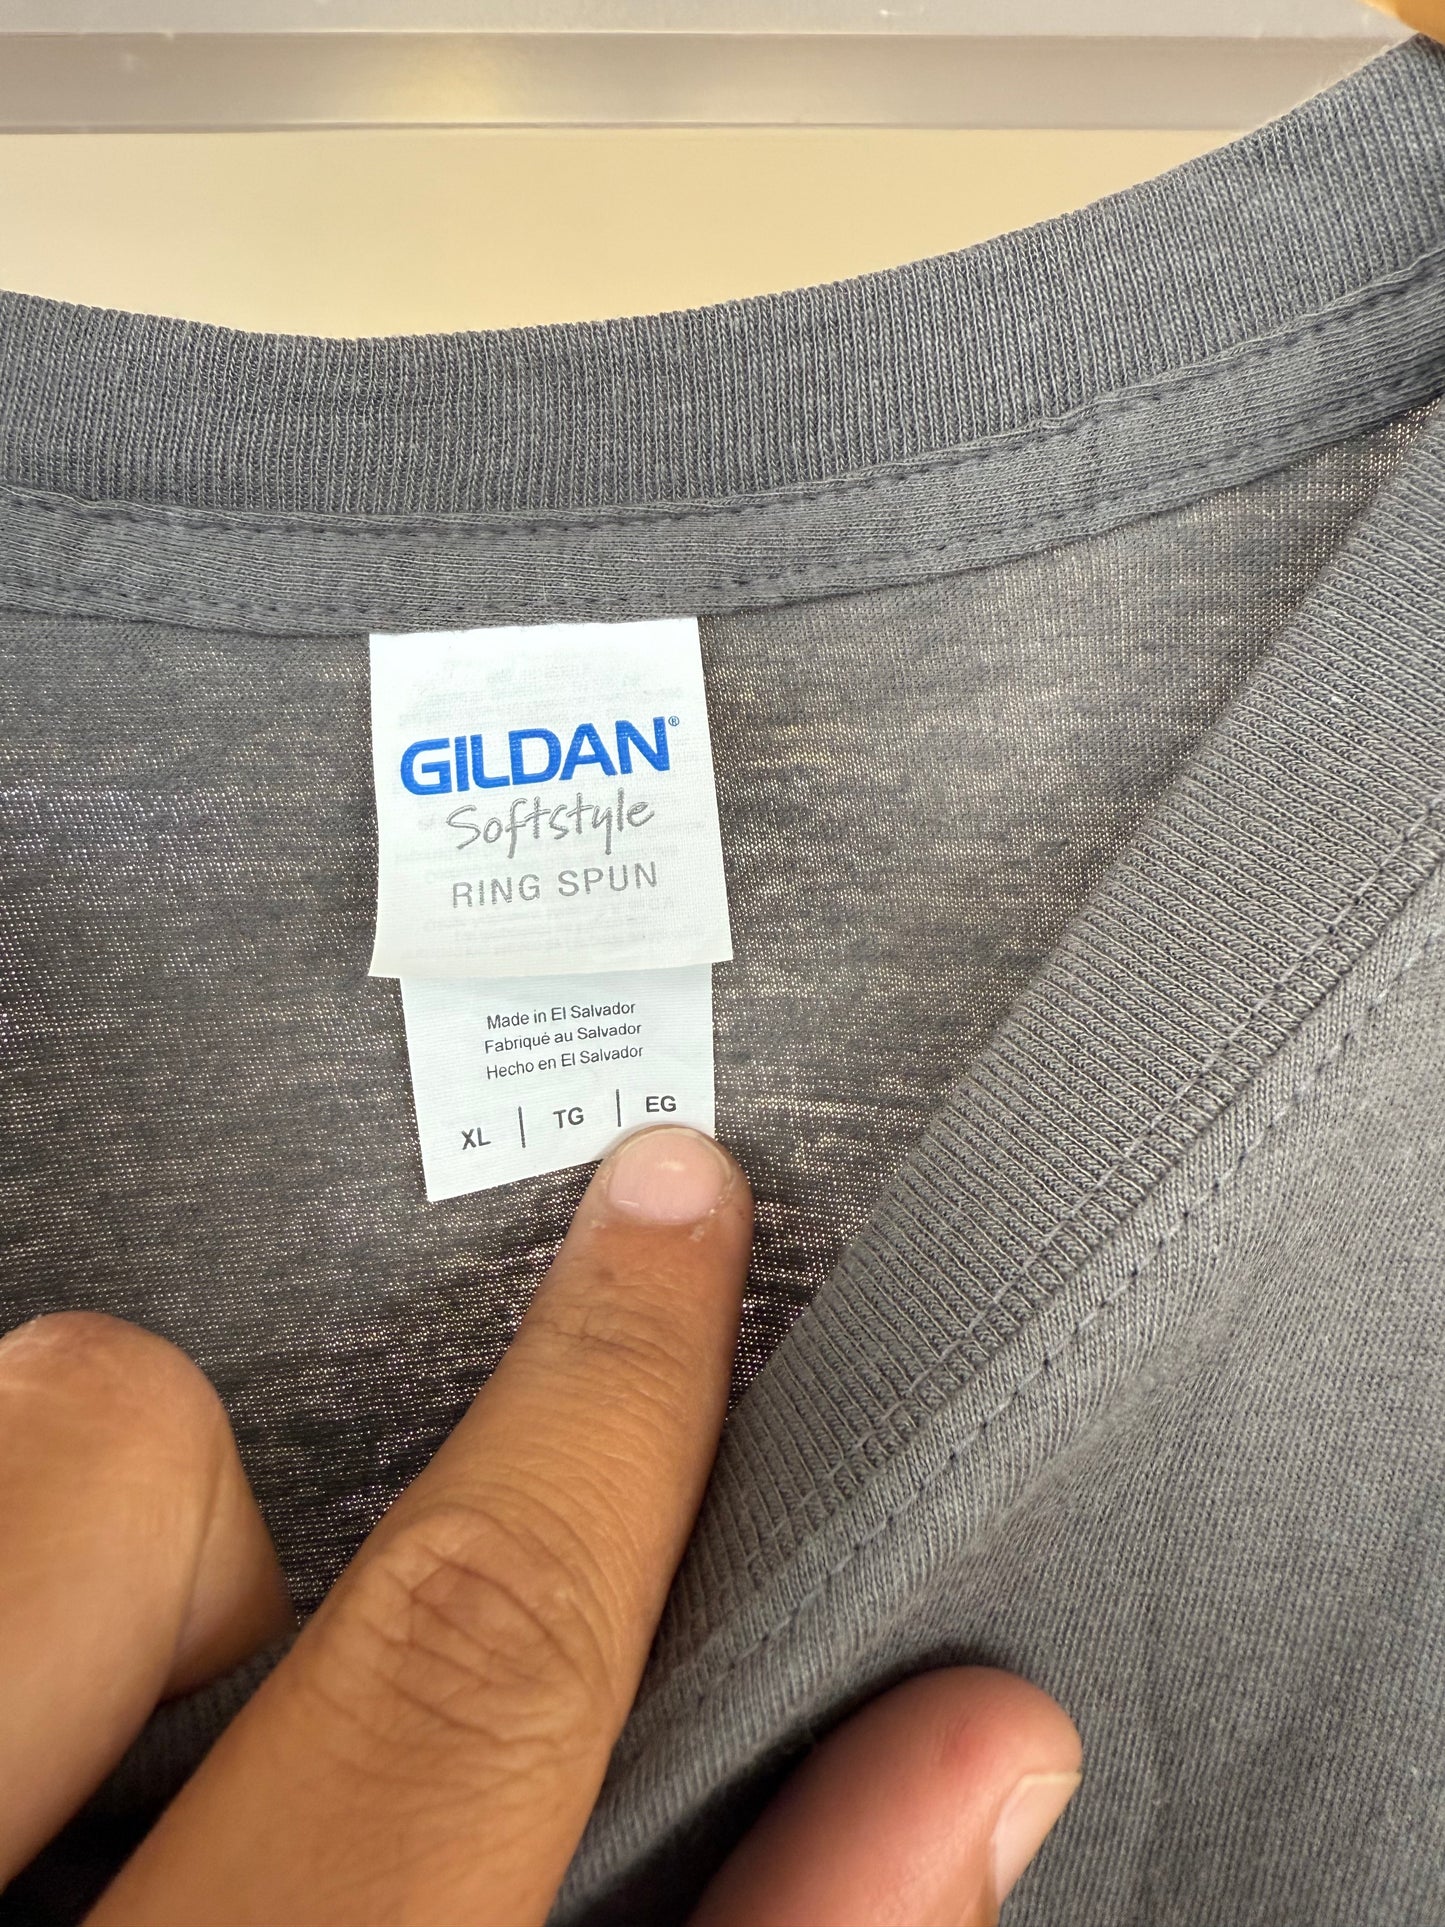 GILDAN®
Softstyle
RING SPUN
Made in El Salvador
Fabriqué au Salvador
Hecho en El Salvador
XL | TG | EG